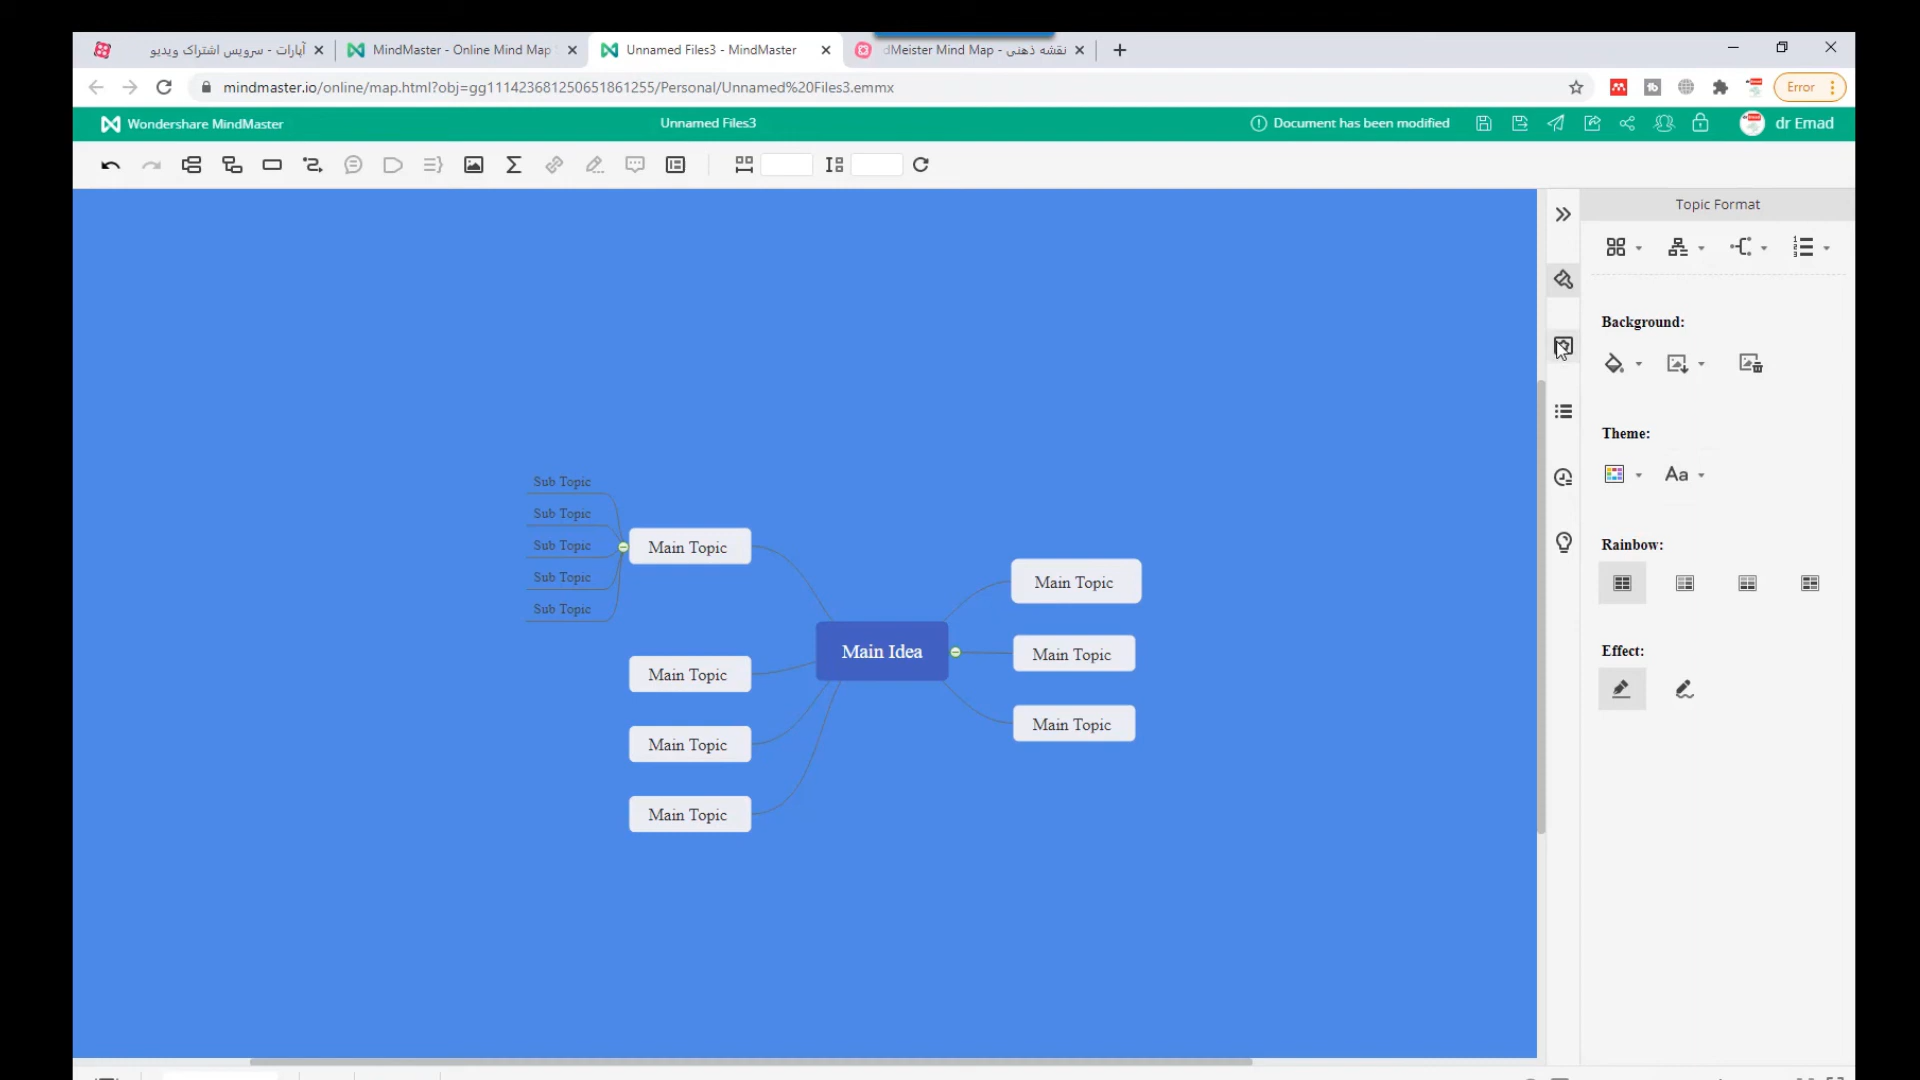 آپارات - سرویس اشتراک ویدیو
MindMaster - Online Mind Map
Unnamed Files3 - MindMaster
dMeister Mind Map - نقشه ذهنی
mindmaster.io/online/map.html?obj=gg111423681250651861255/Personal/Unnamed%20Files3.emmx
Error
Wondershare MindMaster
Unnamed Files3
Document has been modified
dr Emad
Topic Format
Background:
Theme:
Aa
Rainbow:
Effect:
Sub Topic
Sub Topic
Sub Topic
Sub Topic
Sub Topic
Main Topic
Main Topic
Main Topic
Main Topic
Main Idea
Main Topic
Main Topic
Main Topic